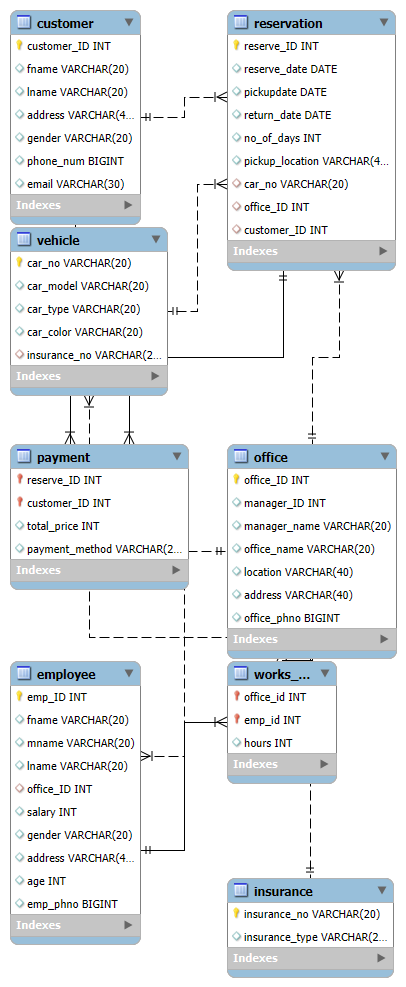 customer
customer_ID INT
fname VARCHAR(20)
lname VARCHAR(20)
address VARCHAR(4...
gender VARCHAR(20)
phone_num BIGINT
email VARCHAR(30)
Indexes
reservation
reserve_ID INT
reserve_date DATE
pickupdate DATE
return_date DATE
no_of_days INT
pickup_location VARCHAR(4...
car_no VARCHAR(20)
office_ID INT
customer_ID INT
Indexes
vehicle
car_no VARCHAR(20)
car_model VARCHAR(20)
car_type VARCHAR(20)
car_color VARCHAR(20)
insurance_no VARCHAR(2...
Indexes
payment
reserve_ID INT
customer_ID INT
total_price INT
payment_method VARCHAR(2...
Indexes
office
office_ID INT
manager_ID INT
manager_name VARCHAR(20)
office_name VARCHAR(20)
location VARCHAR(40)
address VARCHAR(40)
office_phno BIGINT
Indexes
employee
emp_ID INT
fname VARCHAR(20)
mname VARCHAR(20)
lname VARCHAR(20)
office_ID INT
salary INT
gender VARCHAR(20)
address VARCHAR(4...
age INT
emp_phno BIGINT
Indexes
works_...
office_id INT
emp_id INT
hours INT
Indexes
insurance
insurance_no VARCHAR(20)
insurance_type VARCHAR(2...
Indexes